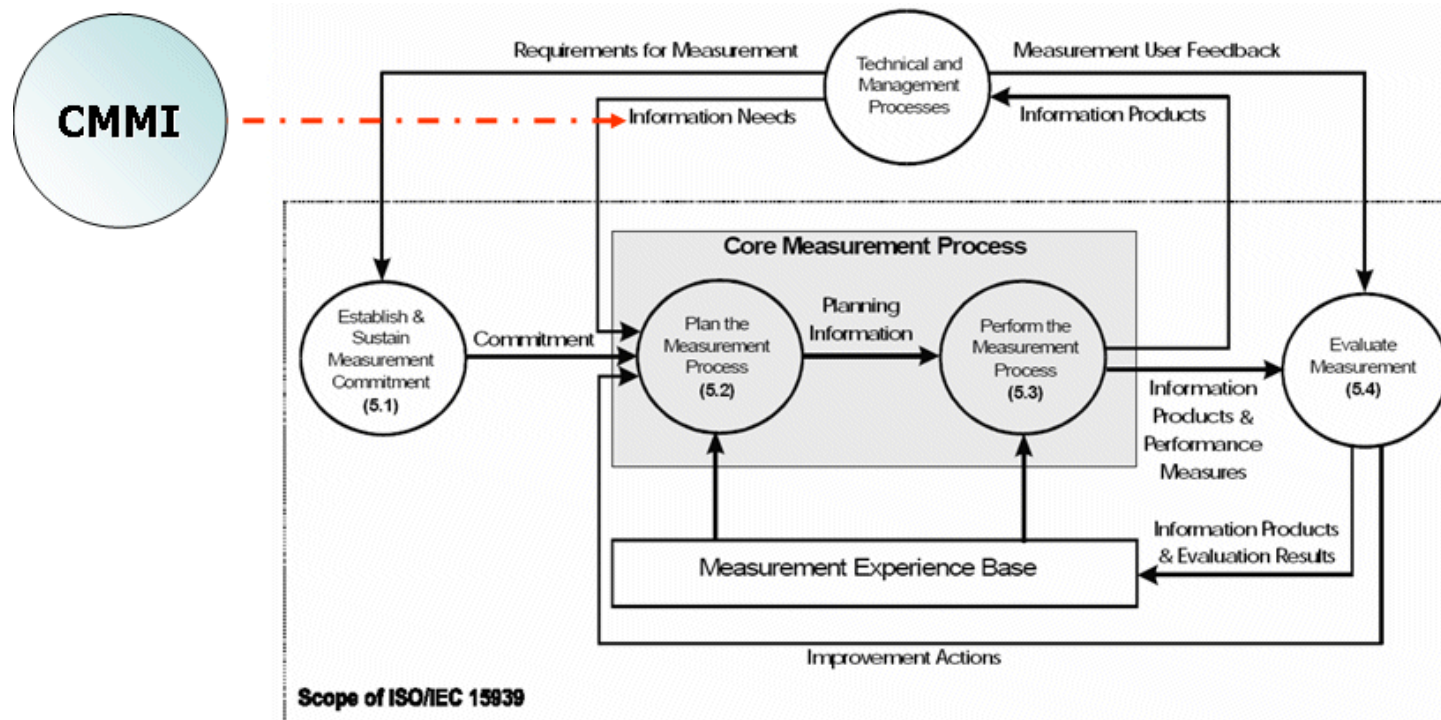 CMMI
Requirements for Measurement
Technical and
Management
Processes
Measurement User Feedback
Information Needs
Information Products
Core Measurement Process
Establish &
Sustain
Measurement
Commitment
(5.1)
Commitment
Plan the
Measurement
Process
(5.2)
Planning
Information
Perform the
Measurement
Process
(5.3)
Evaluate
Measurement
(5.4)
Information
Products &
Performance
Measures
Information Products
& Evaluation Results
Measurement Experience Base
Improvement Actions
Scope of ISO/IEC 15939